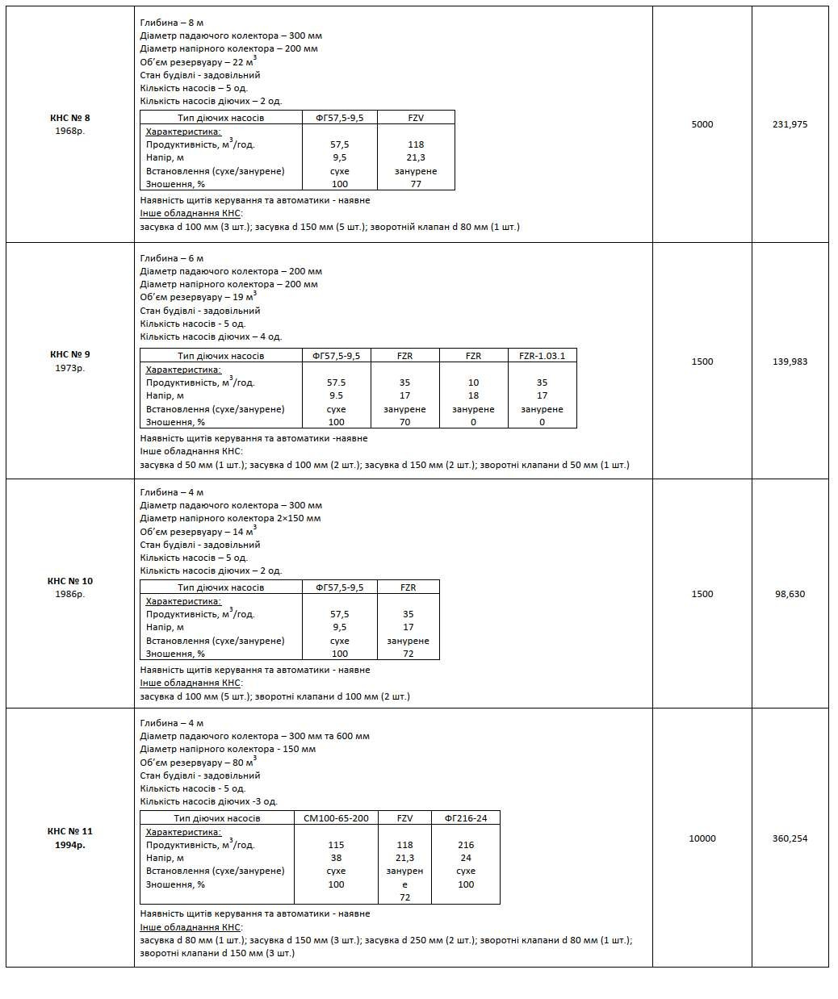 КНС № 8
1968р.
Глибина – 8 м
Діаметр падаючого колектора – 300 мм
Діаметр напірного колектора – 200 мм
Об’єм резервуару – 22 м³
Стан будівлі - задовільний
Кількість насосів – 5 од.
Кількість насосів діючих – 2 од.
Тип діючих насосів ФГ57,5-9,5 FZV
Характеристика:
Продуктивність, м³/год. 57,5 118
Напір, м 9,5 21,3
Встановлення (сухе/занурене) сухе занурене
Зношення, % 100 77
Наявність щитів керування та автоматики - наявне
Інше обладнання КНС:
засувка d 100 мм (3 шт.); засувка d 150 мм (5 шт.); зворотній клапан d 80 мм (1 шт.)
5000
231,975
КНС № 9
1973р.
Глибина – 6 м
Діаметр падаючого колектора – 200 мм
Діаметр напірного колектора – 200 мм
Об’єм резервуару – 19 м³
Стан будівлі - задовільний
Кількість насосів - 5 од.
Кількість насосів діючих – 4 од.
Тип діючих насосів ФГ57,5-9,5 FZR FZR FZR-1.03.1
Характеристика:
Продуктивність, м³/год. 57.5 35 10 35
Напір, м 9.5 17 18 17
Встановлення (сухе/занурене) сухе занурене занурене занурене
Зношення, % 100 70 0 0
Наявність щитів керування та автоматики -наявне
Інше обладнання КНС:
засувка d 50 мм (1 шт.); засувка d 100 мм (2 шт.); засувка d 150 мм (2 шт.); зворотні клапани d 50 мм (1 шт.)
1500
139,983
КНС № 10
1986р.
Глибина – 4 м
Діаметр падаючого колектора – 300 мм
Діаметр напірного колектора 2×150 мм
Об’єм резервуару – 14 м³
Стан будівлі - задовільний
Кількість насосів – 5 од.
Кількість насосів діючих – 2 од.
Тип діючих насосів ФГ57,5-9,5 FZR
Характеристика:
Продуктивність, м³/год. 57,5 35
Напір, м 9,5 17
Встановлення (сухе/занурене) сухе занурене
Зношення, % 100 72
Наявність щитів керування та автоматики - наявне
Інше обладнання КНС:
засувка d 100 мм (5 шт.); зворотні клапани d 100 мм (2 шт.)
1500
98,630
КНС № 11
1994р.
Глибина – 4 м
Діаметр падаючого колектора – 300 мм та 600 мм
Діаметр напірного колектора - 150 мм
Об’єм резервуару – 80 м³
Стан будівлі - задовільний
Кількість насосів - 5 од.
Кількість насосів діючих -3 од.
Тип діючих насосів СМ100-65-200 FZV ФГ216-24
Характеристика:
Продуктивність, м³/год. 115 118 216
Напір, м 38 21,3 24
Встановлення (сухе/занурене) сухе занурен сухе
Зношення, % 100 е 100
72
Наявність щитів керування та автоматики - наявне
Інше обладнання КНС:
засувка d 80 мм (1 шт.); засувка d 150 мм (3 шт.); засувка d 250 мм (2 шт.); зворотні клапани d 80 мм (1 шт.);
зворотні клапани d 150 мм (3 шт.)
10000
360,254